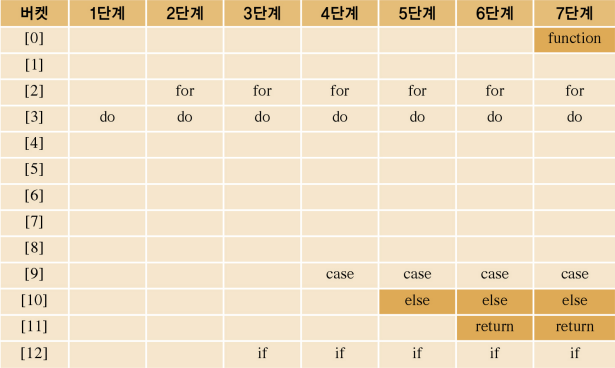 버켓 1단계 2단계 3단계 4단계 5단계 6단계 7단계
[0] function
[1]
[2] for for for for for for
[3] do do do do do do do
[4]
[5]
[6]
[7]
[8]
[9] case case case case
[10] else else else
[11] return return
[12] if if if if if